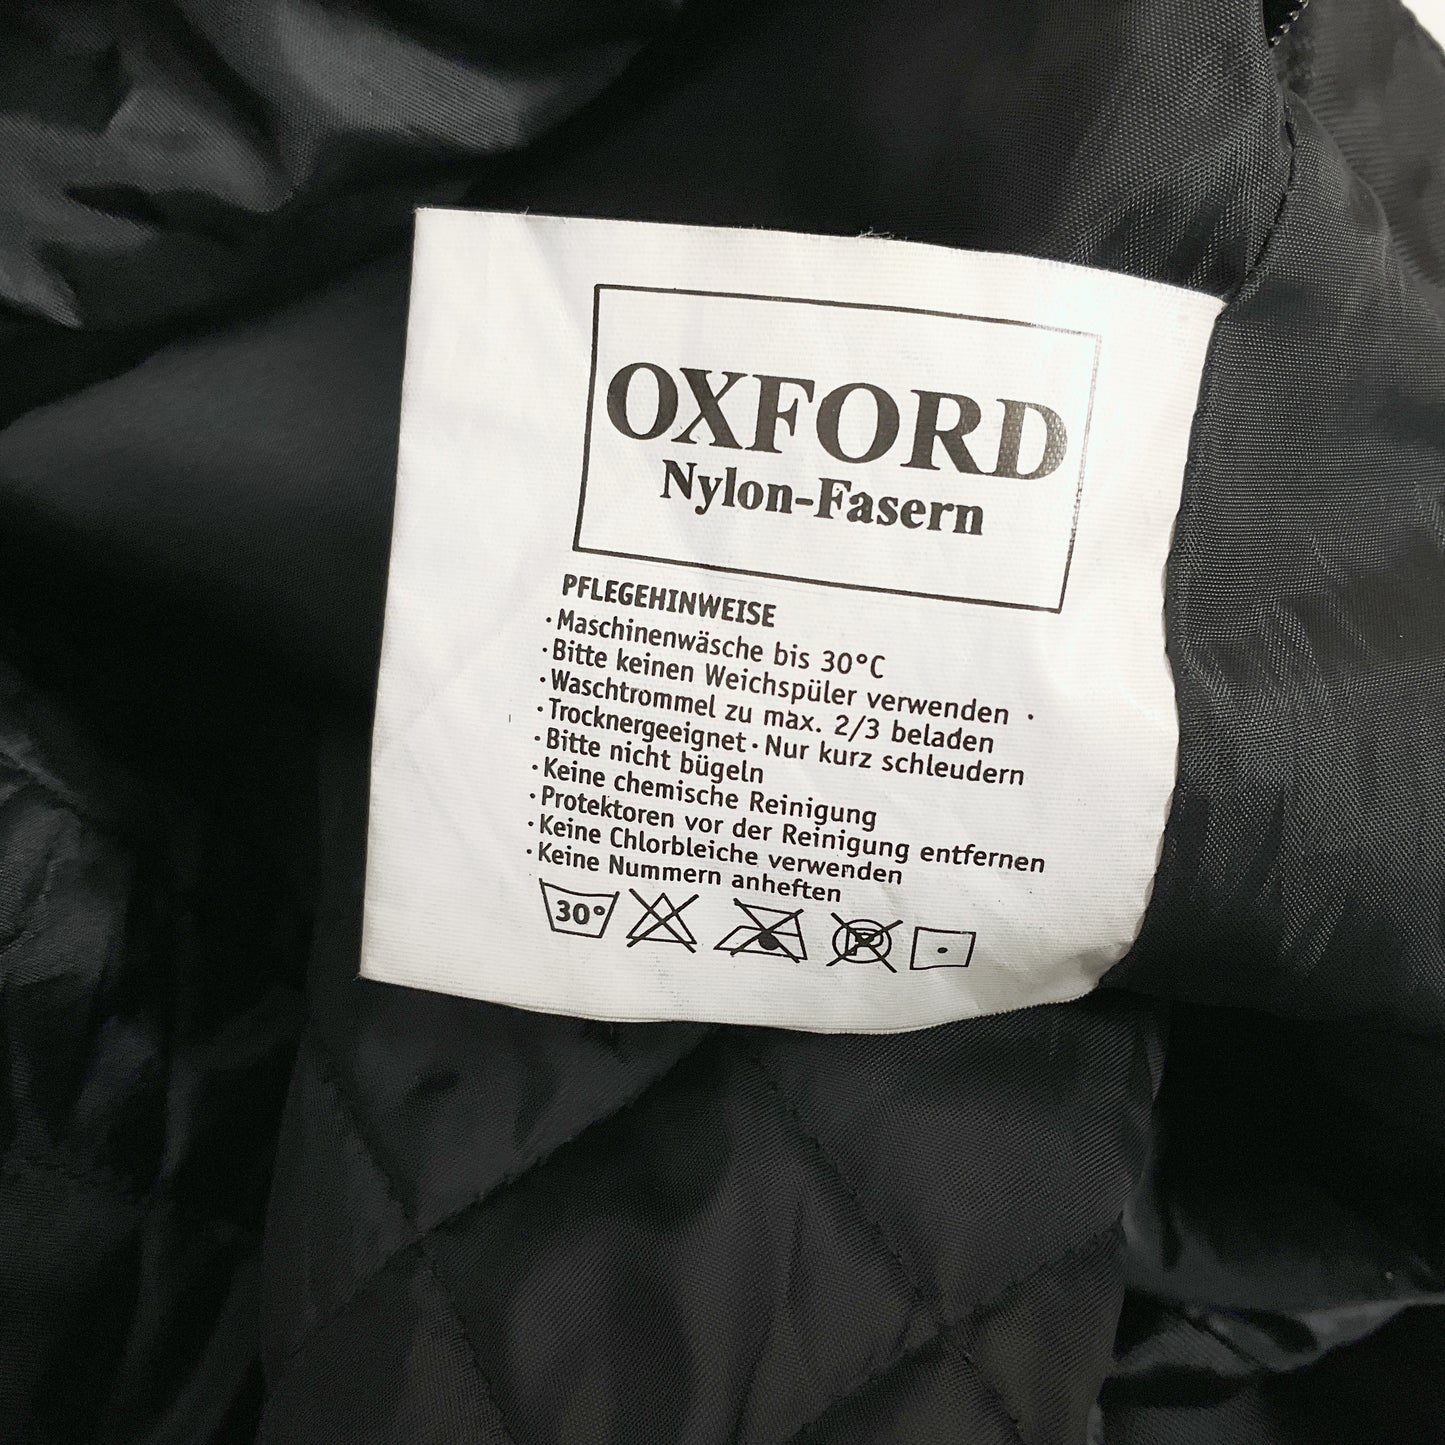 OXFORD
Nylon-Fasern
PFLEGEHINWEISE
· Maschinenwäsche bis 30°C
· Bitte keinen Weichspüler verwenden ·
· Waschtrommel zu max. 2/3 beladen
· Trocknergeeignet · Nur kurz schleudern
· Bitte nicht bügeln
· Keine chemische Reinigung
· Protektoren vor der Reinigung entfernen
· Keine Chlorbleiche verwenden
· Keine Nummern anheften
30° P